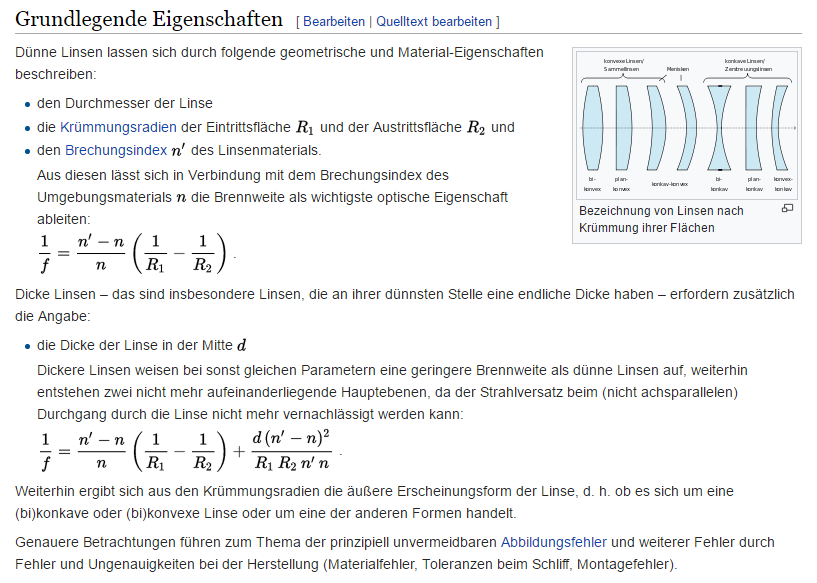 Grundlegende Eigenschaften [ Bearbeiten | Quelltext bearbeiten ]
Dünne Linsen lassen sich durch folgende geometrische und Material-Eigenschaften
beschreiben:
• den Durchmesser der Linse
• die Krümmungsradien der Eintrittsfläche R₁ und der Austrittsfläche R₂ und
• den Brechungsindex n′ des Linsenmaterials.
Aus diesen lässt sich in Verbindung mit dem Brechungsindex des
Umgebungsmaterials n die Brennweite als wichtigste optische Eigenschaft
ableiten:
1/f = (n′ − n)/n (1/R₁ − 1/R₂) .
konvexe Linsen/
Sammellinsen
Menisken
konkave Linsen/
Zerstreuungslinsen
bi-
konvex
plan-
konvex
konkav-konvex
bi-
konkav
plan-
konkav
konvex-
konkav
Bezeichnung von Linsen nach
Krümmung ihrer Flächen
Dicke Linsen – das sind insbesondere Linsen, die an ihrer dünnsten Stelle eine endliche Dicke haben – erfordern zusätzlich
die Angabe:
• die Dicke der Linse in der Mitte d
Dickere Linsen weisen bei sonst gleichen Parametern eine geringere Brennweite als dünne Linsen auf, weiterhin
entstehen zwei nicht mehr aufeinanderliegende Hauptebenen, da der Strahlversatz beim (nicht achsparallelen)
Durchgang durch die Linse nicht mehr vernachlässigt werden kann:
1/f = (n′ − n)/n (1/R₁ − 1/R₂) + d (n′ − n)²/(R₁ R₂ n′ n) .
Weiterhin ergibt sich aus den Krümmungsradien die äußere Erscheinungsform der Linse, d. h. ob es sich um eine
(bi)konkave oder (bi)konvexe Linse oder um eine der anderen Formen handelt.
Genauere Betrachtungen führen zum Thema der prinzipiell unvermeidbaren Abbildungsfehler und weiterer Fehler durch
Fehler und Ungenauigkeiten bei der Herstellung (Materialfehler, Toleranzen beim Schliff, Montagefehler).